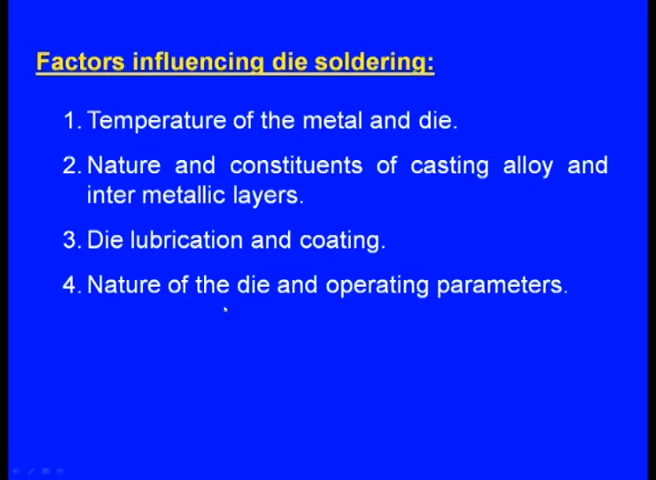 Factors influencing die soldering:
1. Temperature of the metal and die.
2. Nature and constituents of casting alloy and
inter metallic layers.
3. Die lubrication and coating.
4. Nature of the die and operating parameters.